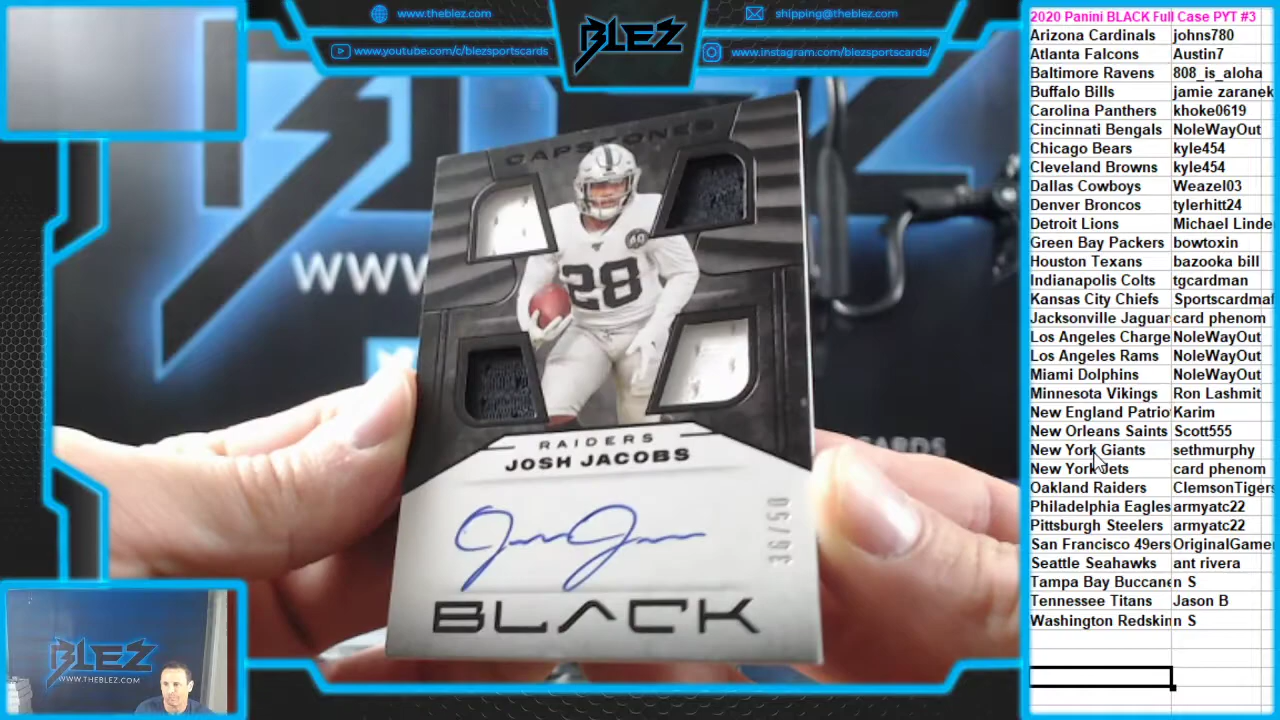 www.theblez.com
www.youtube.com/c/blezsportscards
BLEZ
shipping@theblez.com
www.instagram.com/blezsportscards/
WWW
CARDS
CAPSTONES
28
RAIDERS
JOSH JACOBS
36/50
BLACK
BLEZ
WWW.THEBLEZ.COM
2020 Panini BLACK Full Case PYT #3
Arizona Cardinals johns780
Atlanta Falcons Austin7
Baltimore Ravens 808_is_aloha
Buffalo Bills jamie zaranek
Carolina Panthers khoke0619
Cincinnati Bengals NoleWayOut
Chicago Bears kyle454
Cleveland Browns kyle454
Dallas Cowboys Weazel03
Denver Broncos tylerhitt24
Detroit Lions Michael Linde
Green Bay Packers bowtoxin
Houston Texans bazooka bill
Indianapolis Colts tgcardman
Kansas City Chiefs Sportscardma
Jacksonville Jaguar card phenom
Los Angeles Charge NoleWayOut
Los Angeles Rams NoleWayOut
Miami Dolphins NoleWayOut
Minnesota Vikings Ron Lashmit
New England Patrio Karim
New Orleans Saints Scott555
New York Giants sethmurphy
New York Jets card phenom
Oakland Raiders ClemsonTigers
Philadelphia Eagles armyatc22
Pittsburgh Steelers armyatc22
San Francisco 49ers OriginalGamer
Seattle Seahawks ant rivera
Tampa Bay Buccane n S
Tennessee Titans Jason B
Washington Redskin n S